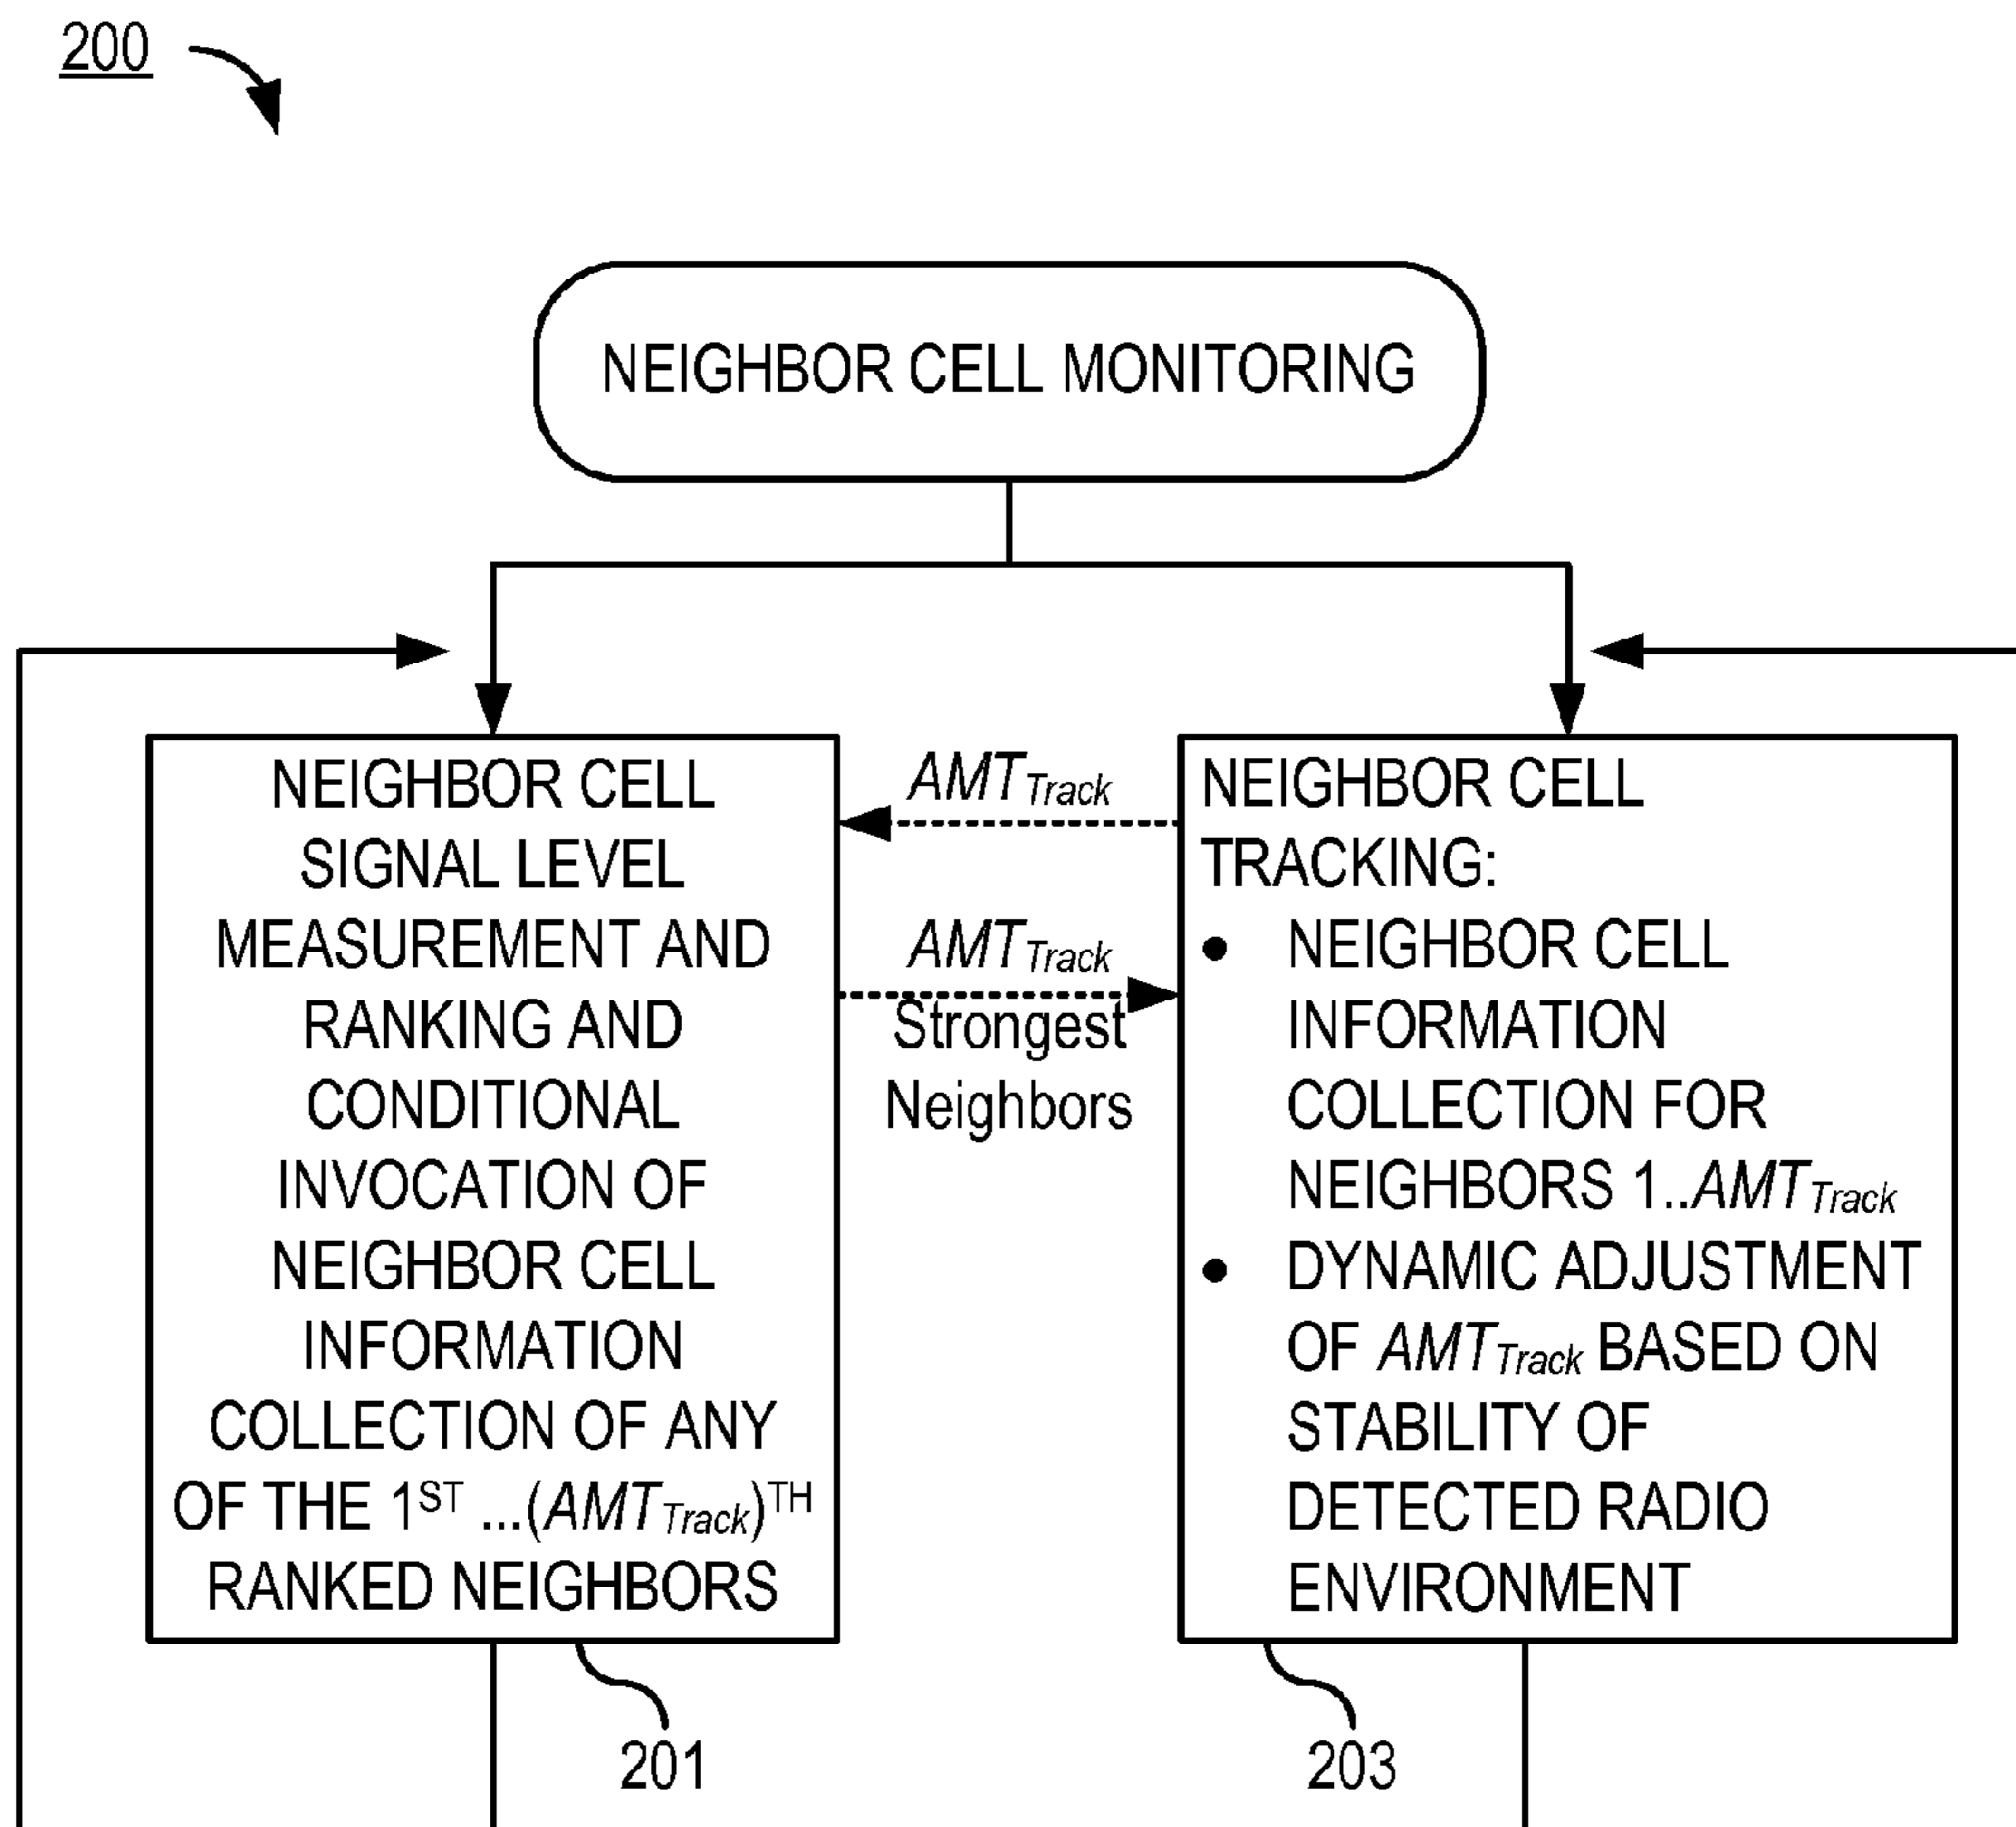 200
NEIGHBOR CELL MONITORING
NEIGHBOR CELL
SIGNAL LEVEL
MEASUREMENT AND
RANKING AND
CONDITIONAL
INVOCATION OF
NEIGHBOR CELL
INFORMATION
COLLECTION OF ANY
OF THE 1ST ...(AMTTrack)TH
RANKED NEIGHBORS
201
AMTTrack
AMTTrack
Strongest
Neighbors
NEIGHBOR CELL
TRACKING:
• NEIGHBOR CELL
INFORMATION
COLLECTION FOR
NEIGHBORS 1..AMTTrack
• DYNAMIC ADJUSTMENT
OF AMTTrack BASED ON
STABILITY OF
DETECTED RADIO
ENVIRONMENT
203